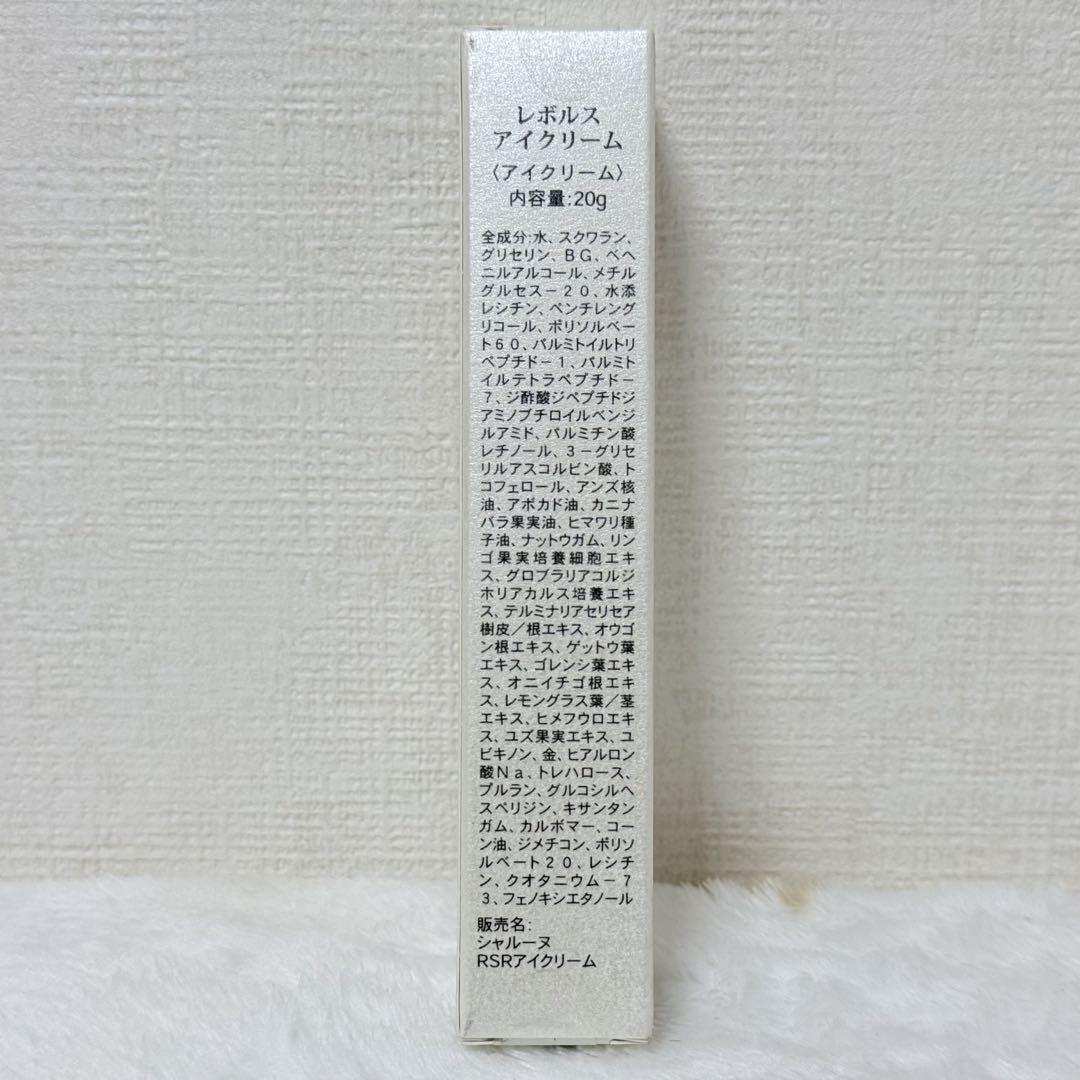 レボルス
アイクリーム
〈アイクリーム〉
内容量:20g
全成分:水、スクワラン、
グリセリン、BG、ベヘ
ニルアルコール、メチル
グルセス－20、水添
レシチン、ペンチレング
リコール、ポリソルベー
ト60、パルミトイルトリ
ペプチド－1、パルミト
イルテトラペプチド－
7、ジ酢酸ジペプチドジ
アミノブチロイルベンジ
ルアミド、パルミチン酸
レチノール、3－グリセ
リルアスコルビン酸、ト
コフェロール、アンズ核
油、アボカド油、カニナ
バラ果実油、ヒマワリ種
子油、ナットウガム、リン
ゴ果実培養細胞エキ
ス、グロブラリアコルジ
ホリアカルス培養エキ
ス、テルミナリアセリセア
樹皮／根エキス、オウゴ
ン根エキス、ゲットウ葉
エキス、ゴレンシ葉エキ
ス、オニイチゴ根エキ
ス、レモングラス葉／茎
エキス、ヒメフウロエキ
ス、ユズ果実エキス、ユ
ビキノン、金、ヒアルロン
酸Na、トレハロース、
プルラン、グルコシルヘ
スペリジン、キサンタン
ガム、カルボマー、コー
ン油、ジメチコン、ポリソ
ルベート20、レシチ
ン、クオタニウム－7
3、フェノキシエタノール
販売名:
シャルーヌ
RSRアイクリーム